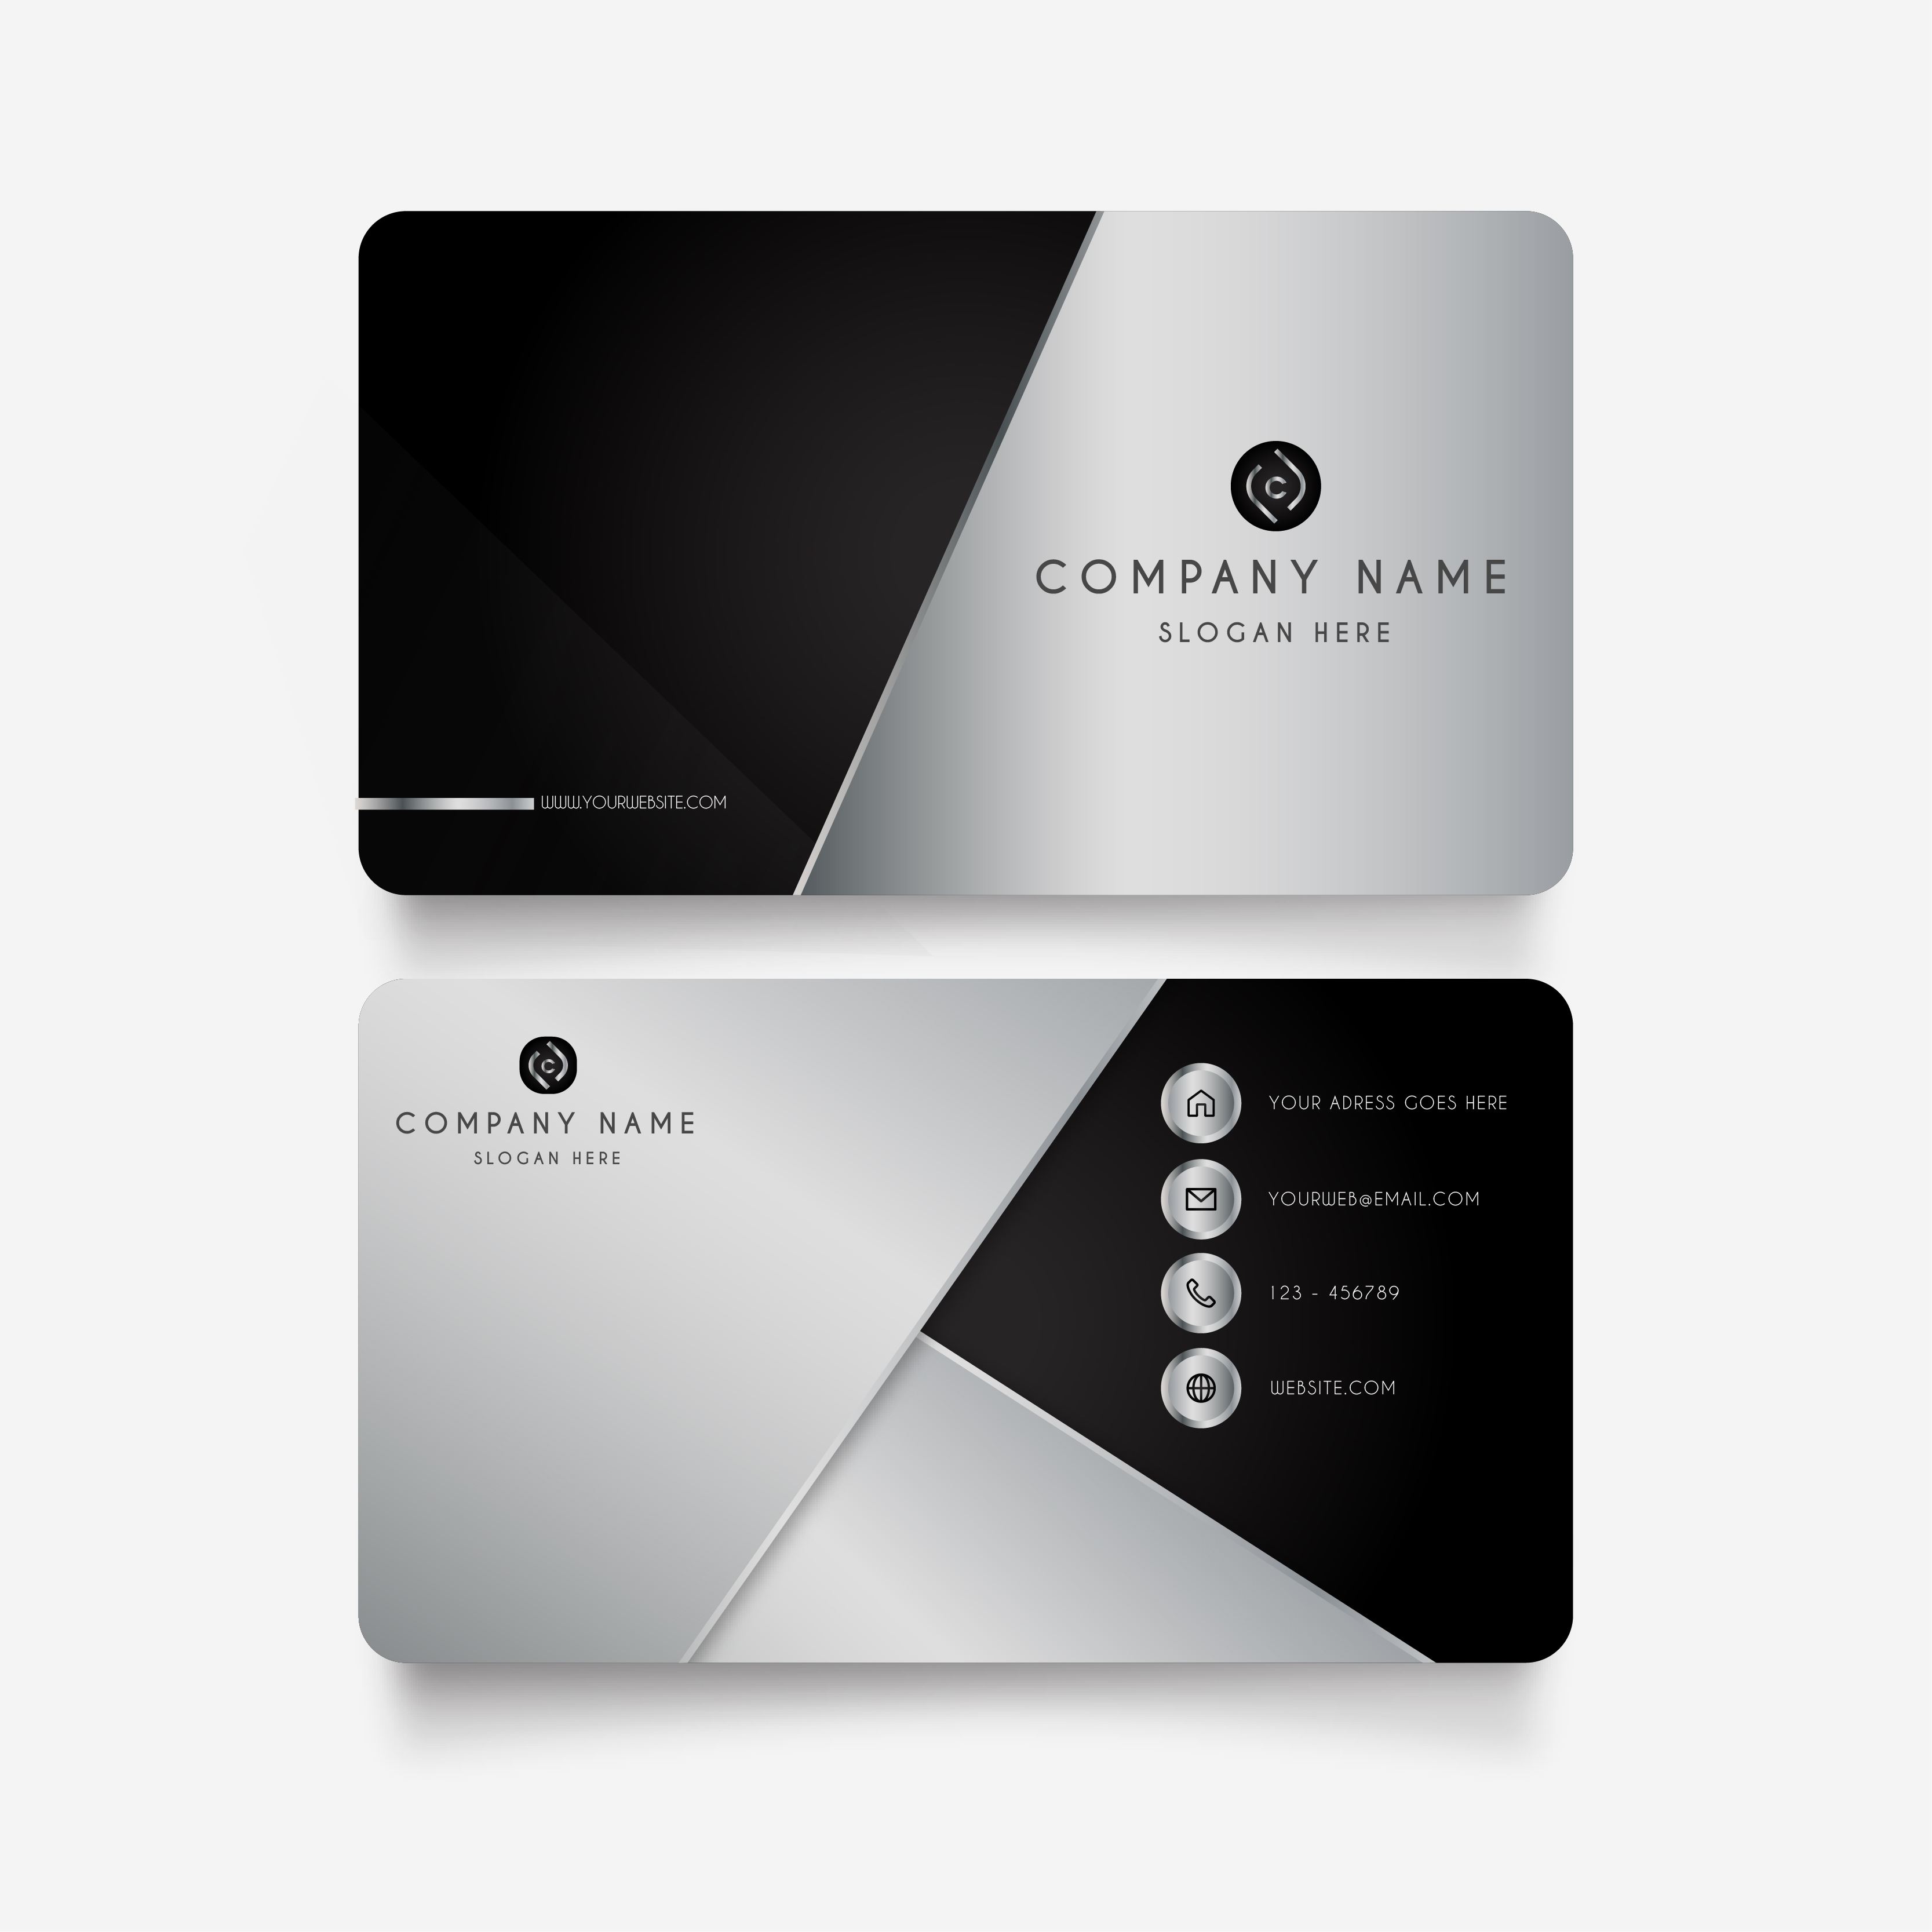 C
COMPANY NAME
SLOGAN HERE
WWW.YOURWEBSITE.COM
C
COMPANY NAME
SLOGAN HERE
YOUR ADRESS GOES HERE
YOURWEB@EMAIL.COM
123 - 456789
WEBSITE.COM